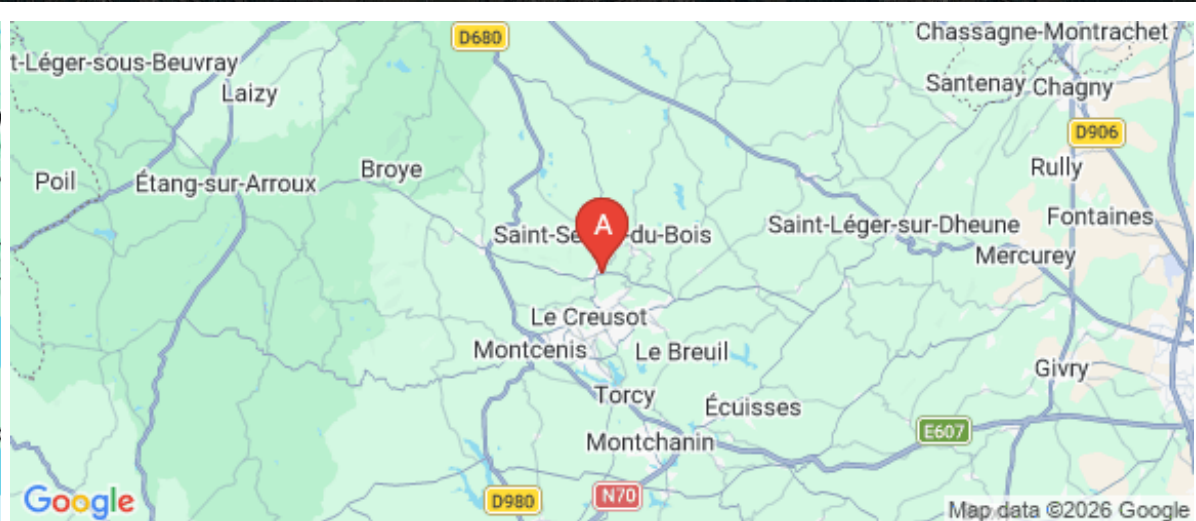 D680
Chassagne-Montrachet
t-Léger-sous-Beuvray
Laizy
Santenay
Chagny
D906
Broye
Rully
Poil
Étang-sur-Arroux
A
Saint-Se
-du-Bois
Saint-Léger-sur-Dheune
Fontaines
Mercurey
Le Creusot
Montcenis
Le Breuil
Givry
Torcy
Écuisses
E607
Montchanin
D980
N70
Google
Map data ©2026 Google